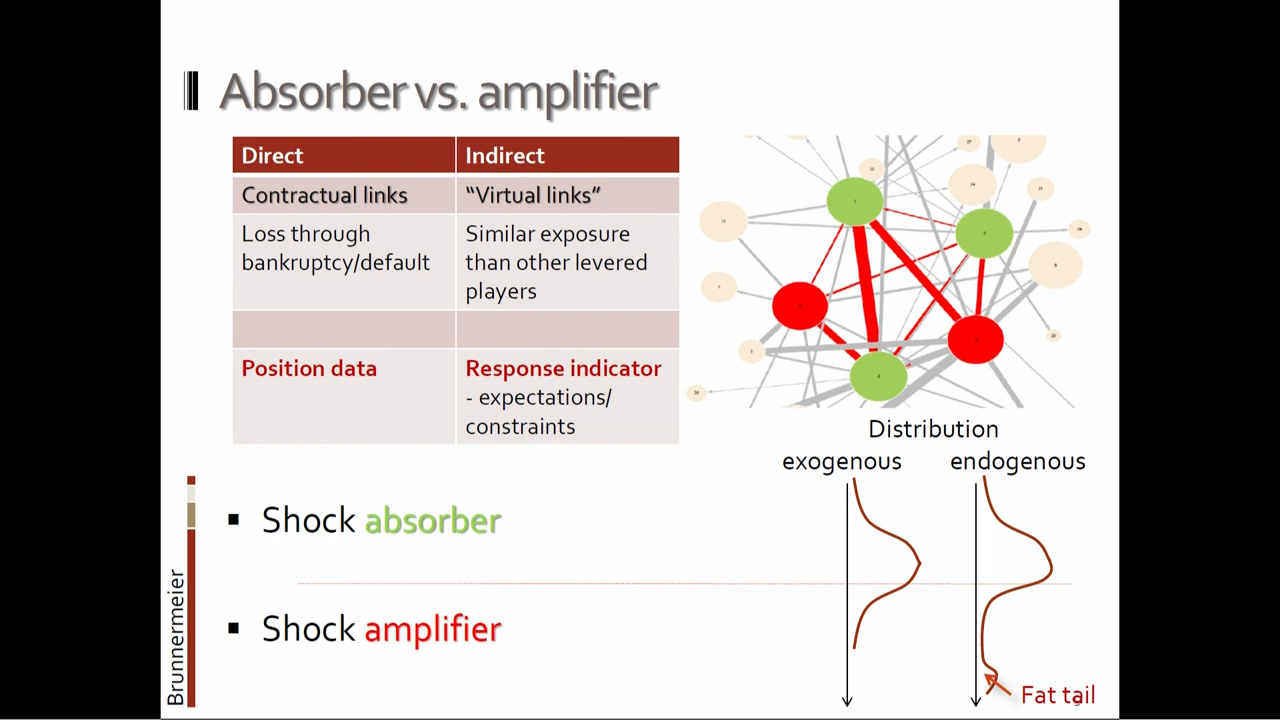 Absorber vs. amplifier
Direct
Indirect
Contractual links
“Virtual links”
Loss through
bankruptcy/default
Similar exposure
than other levered
players
Position data
Response indicator
- expectations/
constraints
Distribution
exogenous
endogenous
▪ Shock absorber
▪ Shock amplifier
Fat tail
Brunnermeier